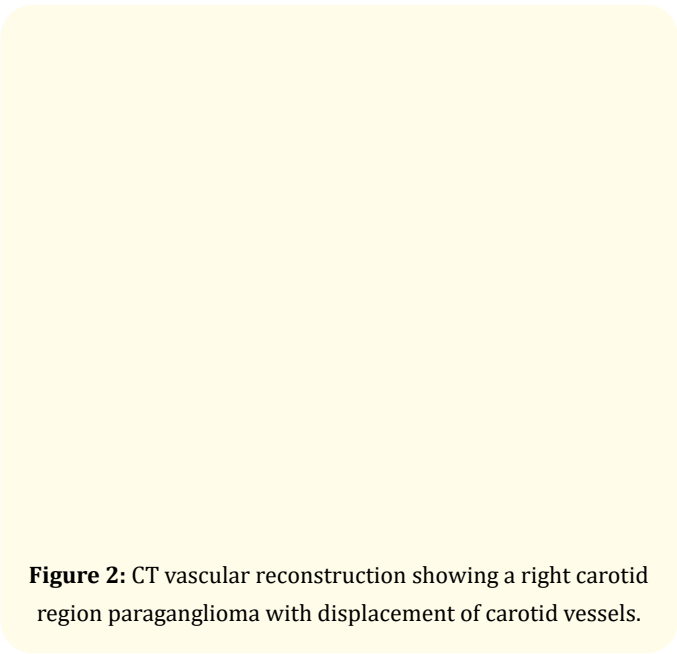 Figure 2: CT vascular reconstruction showing a right carotid
region paraganglioma with displacement of carotid vessels.